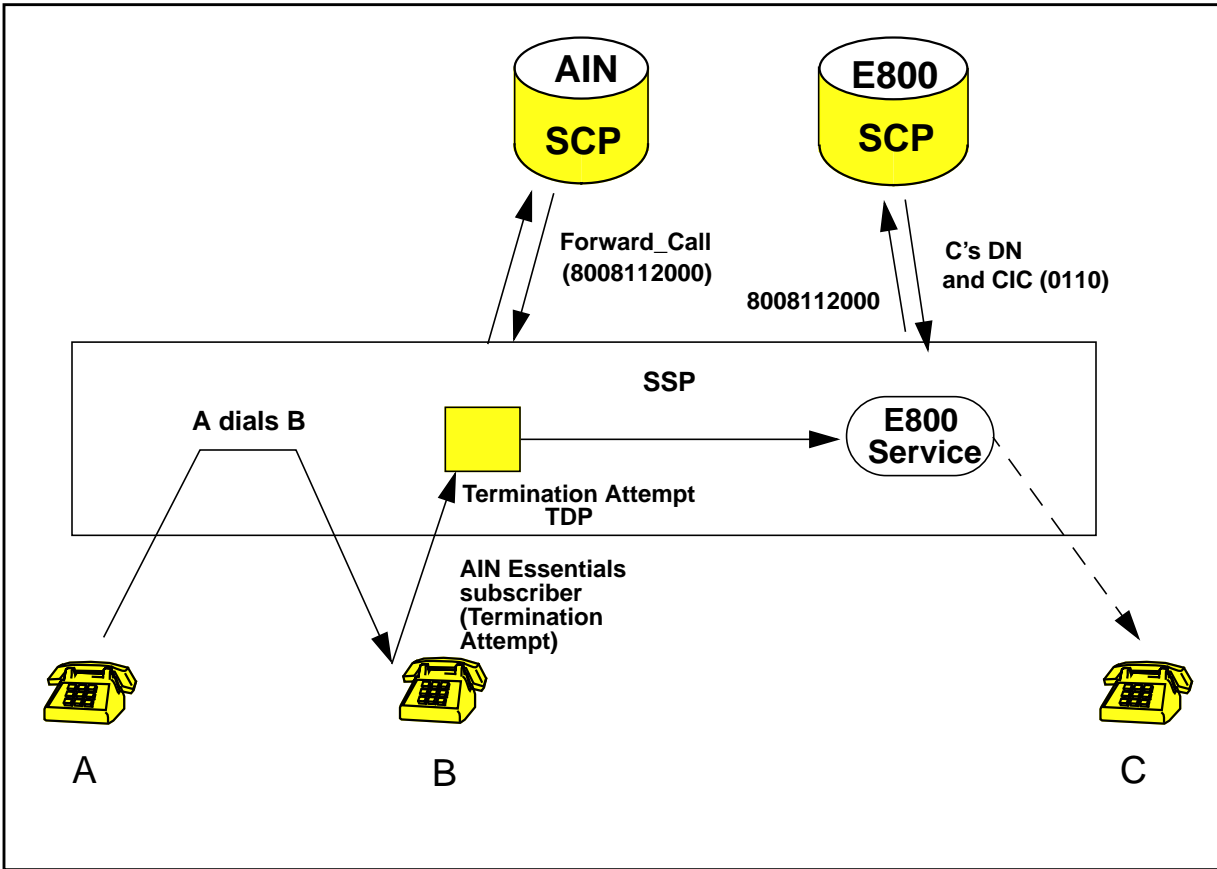 AIN
SCP
E800
SCP
Forward_Call
(8008112000)
8008112000
C's DN
and CIC (0110)
SSP
A dials B
E800
Service
Termination Attempt
TDP
AIN Essentials
subscriber
(Termination
Attempt)
A
B
C